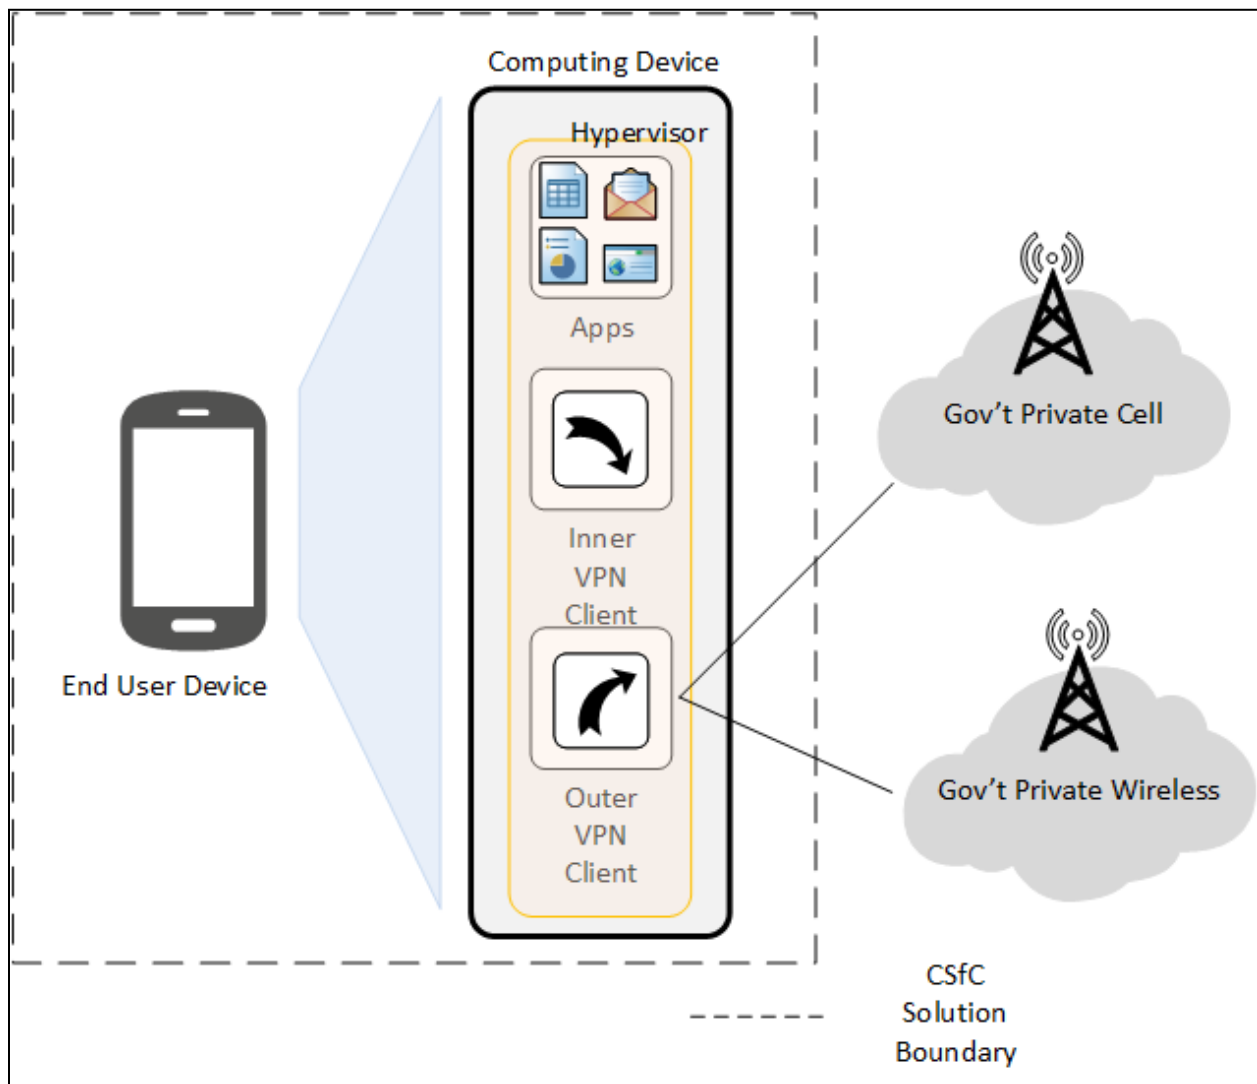 Computing Device
Hypervisor
Apps
Inner
VPN
Client
Outer
VPN
Client
End User Device
Gov't Private Cell
Gov't Private Wireless
CSfC
Solution
Boundary